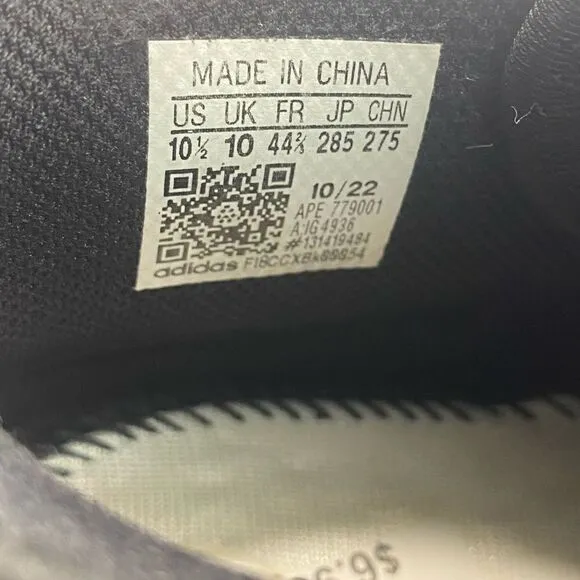 MADE IN CHINA
US UK FR JP CHN
10½ 10 44⅔ 285 275
10/22
APE 779001
A:IG4936
#131419484
adidas